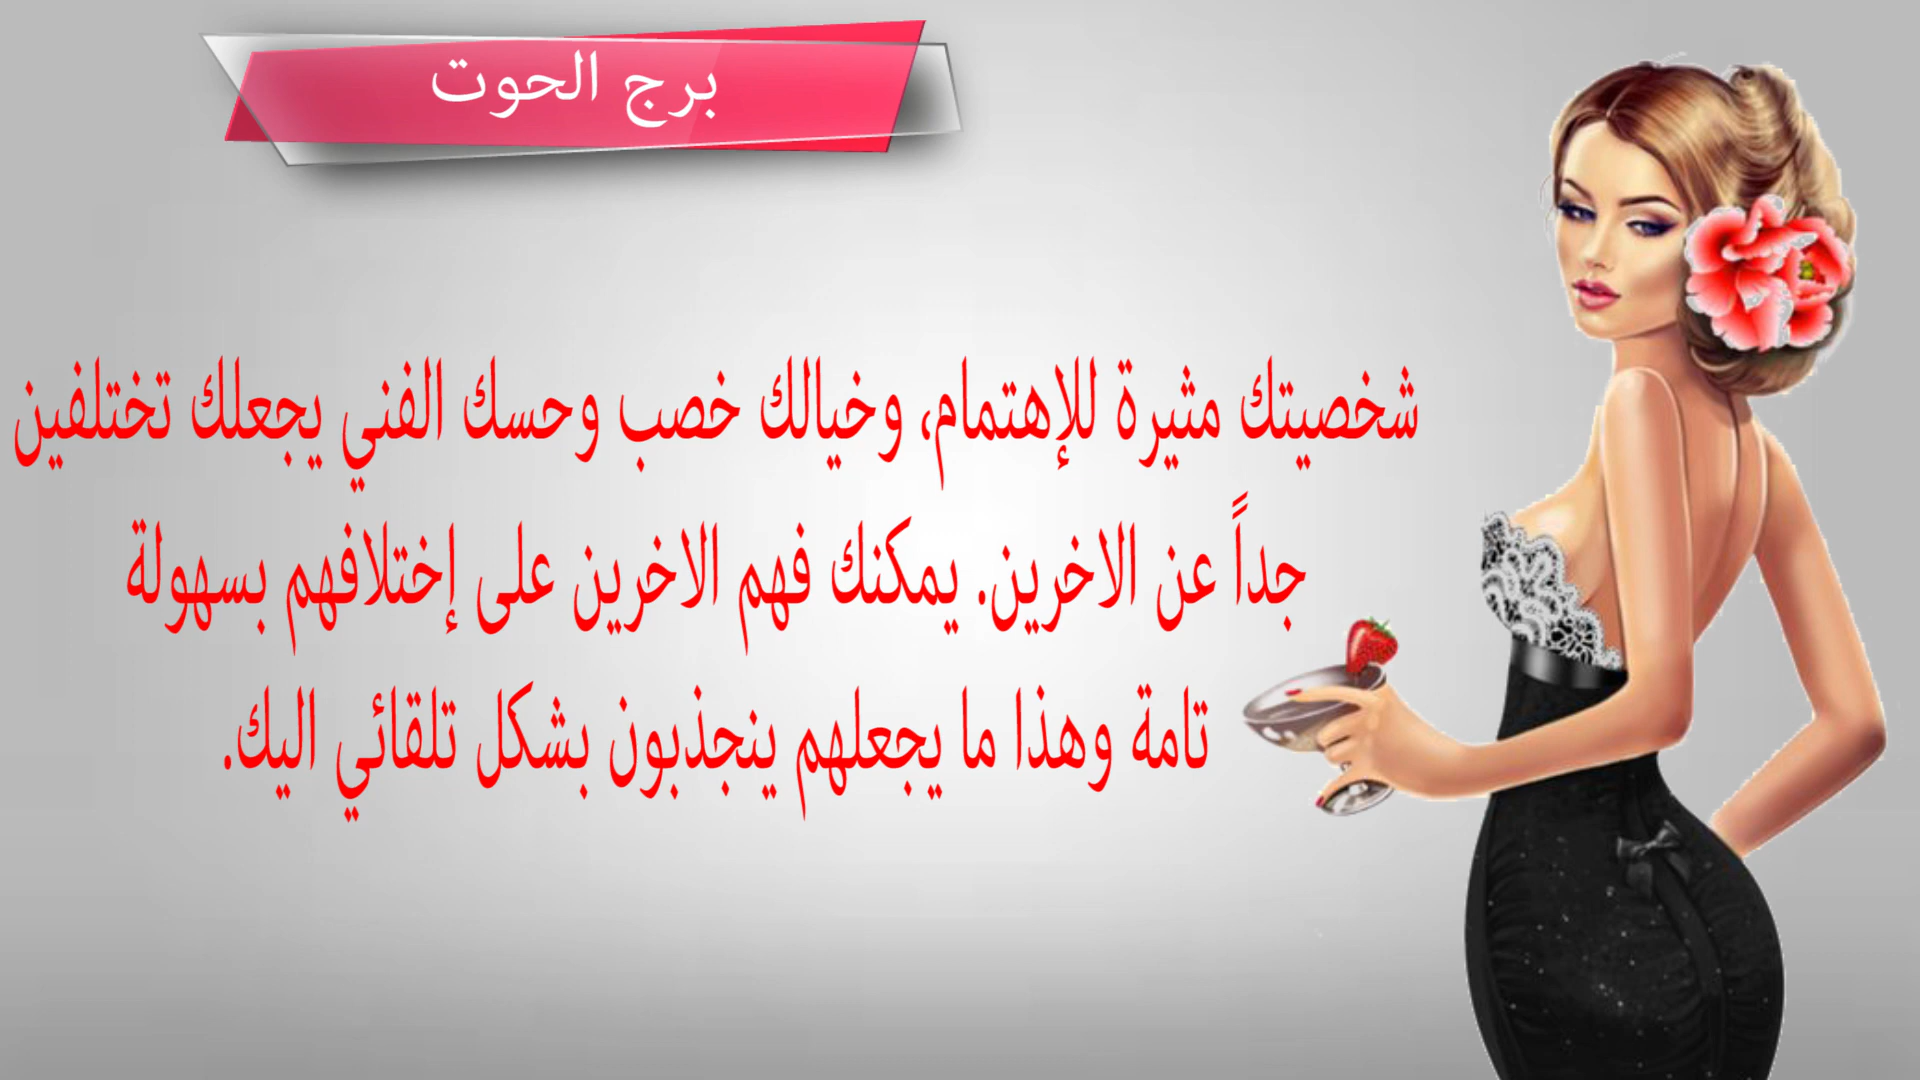 برج الحوت
شخصيتك مثيرة للإهتمام، وخيالك خصب وحسك الفني يجعلك تختلفين
جداً عن الاخرين. يمكنك فهم الاخرين على إختلافهم بسهولة
تامة وهذا ما يجعلهم ينجذبون بشكل تلقائي اليك.